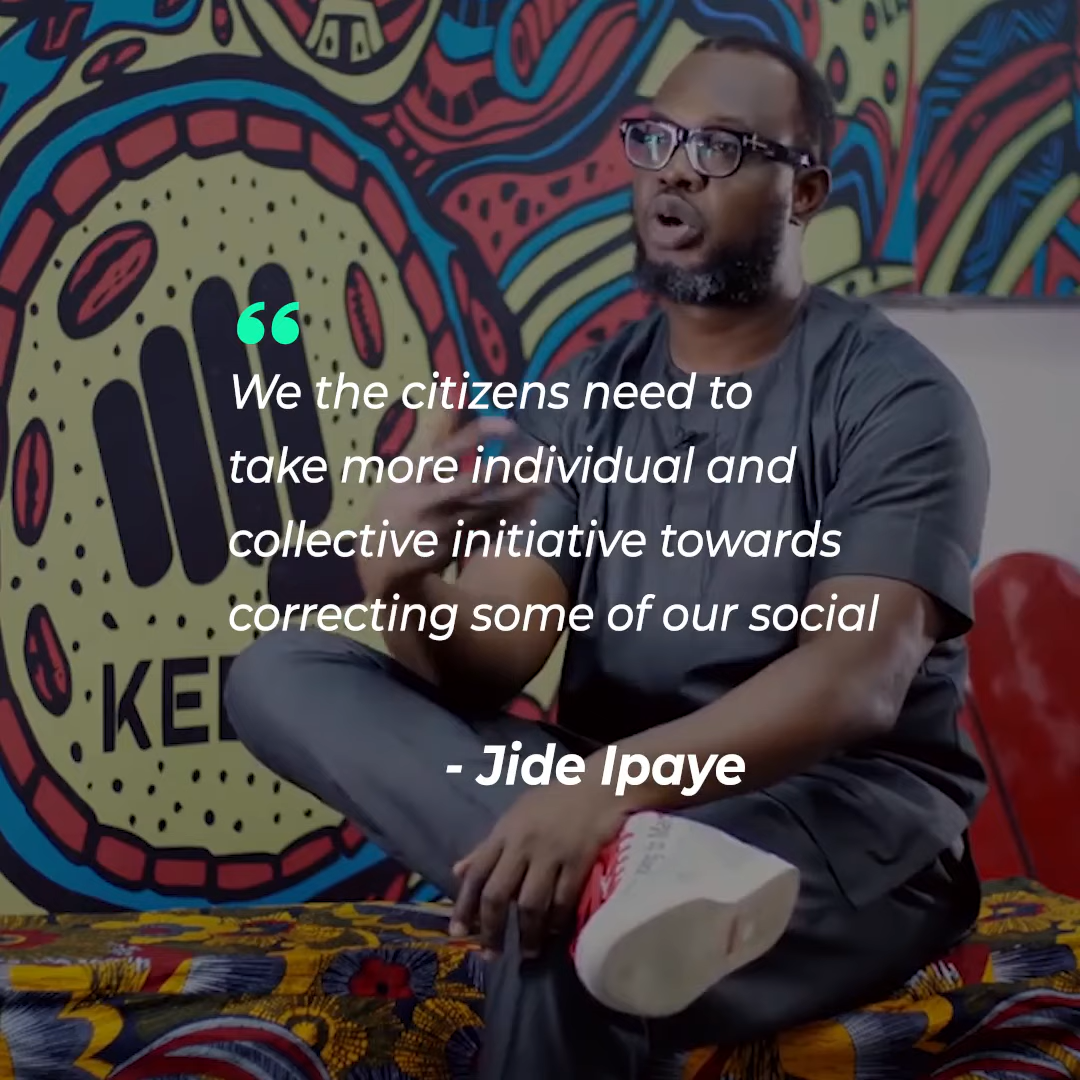 “
We the citizens need to
take more individual and
collective initiative towards
correcting some of our social
- Jide Ipaye
KE